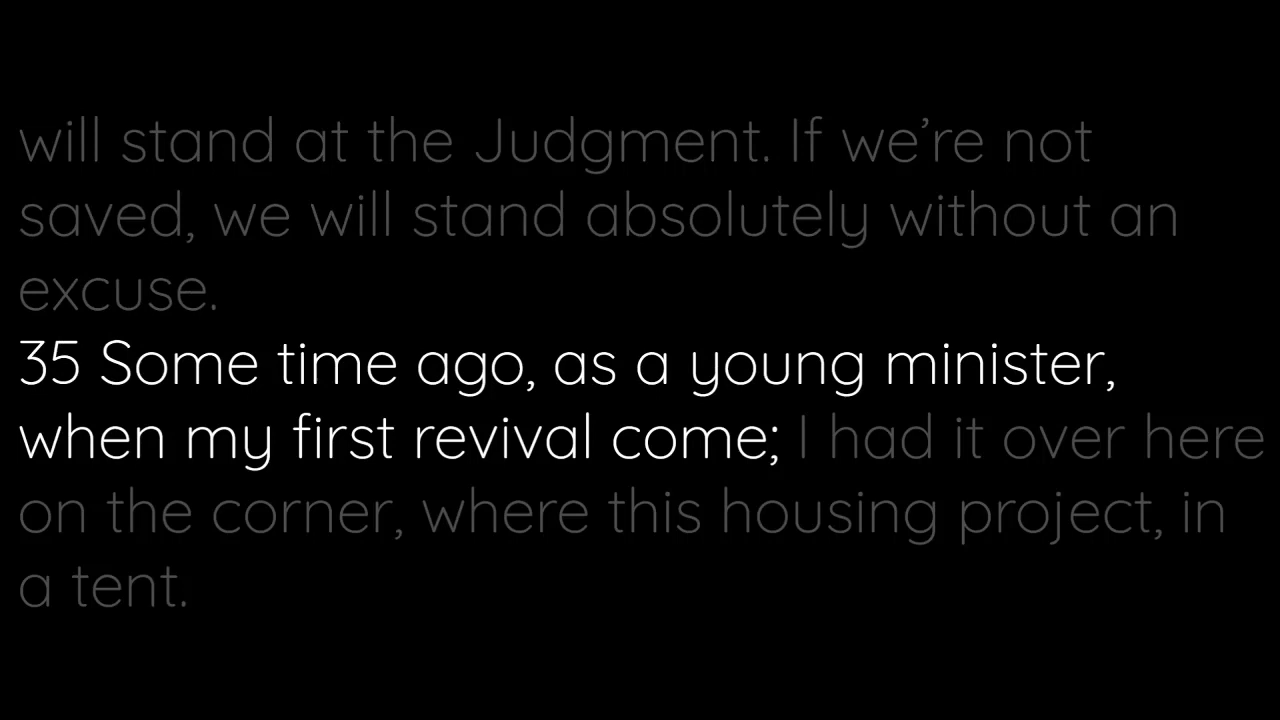 will stand at the Judgment. If we’re not
saved, we will stand absolutely without an
excuse.
35 Some time ago, as a young minister,
when my first revival come; I had it over here
on the corner, where this housing project, in
a tent.